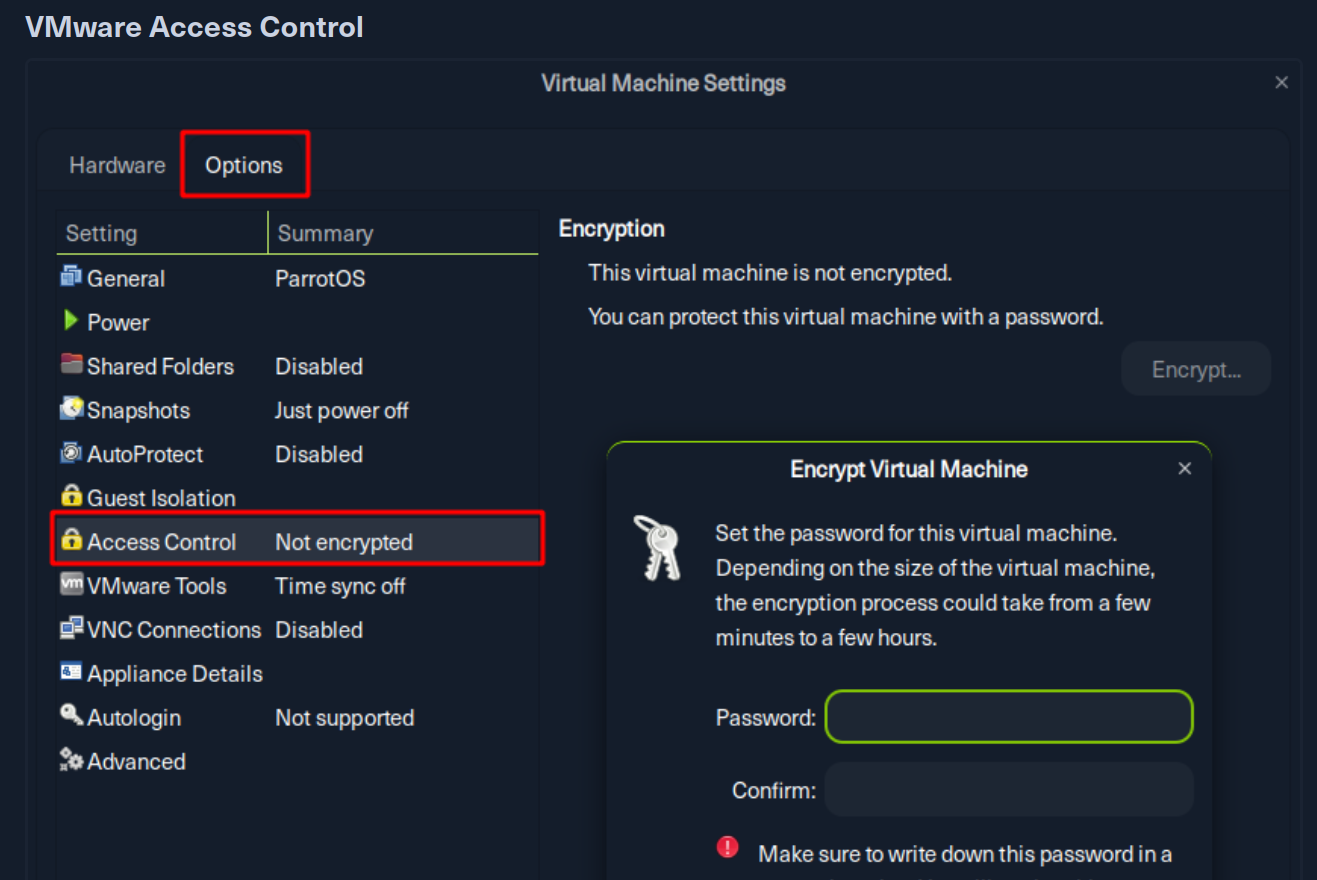 VMware Access Control
Virtual Machine Settings
Hardware
Options
Setting Summary
General ParrotOS
Power
Shared Folders Disabled
Snapshots Just power off
AutoProtect Disabled
Guest Isolation
Access Control Not encrypted
VMware Tools Time sync off
VNC Connections Disabled
Appliance Details
Autologin Not supported
Advanced
Encryption
This virtual machine is not encrypted.
You can protect this virtual machine with a password.
Encrypt...
Encrypt Virtual Machine
Set the password for this virtual machine.
Depending on the size of the virtual machine,
the encryption process could take from a few
minutes to a few hours.
Password:
Confirm:
Make sure to write down this password in a